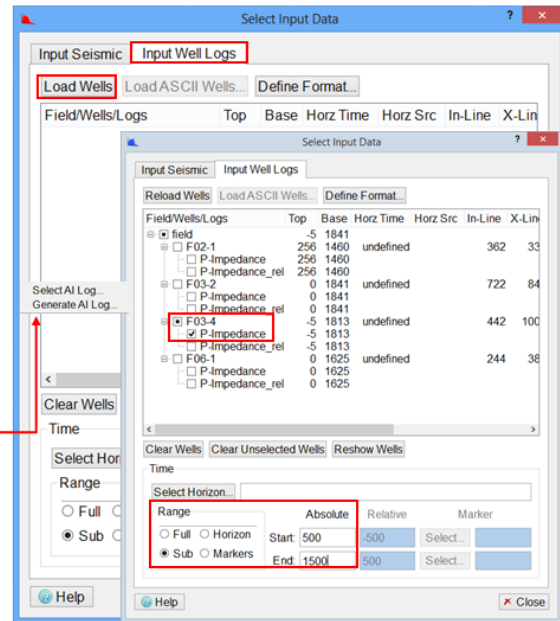 Select Input Data ? ×
Input Seismic Input Well Logs
Load Wells Load ASCII Wells... Define Format...
Field/Wells/Logs Top Base Horz Time Horz Src In-Line X-Lin
Select AI Log...
Generate AI Log...
<
Clear Wells
Time
Select Hori
Range
Full
Sub
Help
Select Input Data ? ×
Input Seismic Input Well Logs
Reload Wells Load ASCII Wells... Define Format...
Field/Wells/Logs Top Base Horz Time Horz Src In-Line X-Line
field -5 1841
F02-1 256 1460 undefined 362 33
P-Impedance 256 1460
P-Impedance_rel 256 1460
F03-2 0 1841 undefined 722 84
P-Impedance 0 1841
P-Impedance_rel 0 1841
F03-4 -5 1813 undefined 442 100
P-Impedance -5 1813
P-Impedance_rel -5 1813
F06-1 0 1625 undefined 244 38
P-Impedance 0 1625
P-Impedance_rel 0 1625
< >
Clear Wells Clear Unselected Wells Reshow Wells
Time
Select Horizon...
Range Absolute Relative Marker
Full Horizon Start: 500 -500 Select...
Sub Markers End: 1500 500 Select...
Help × Close